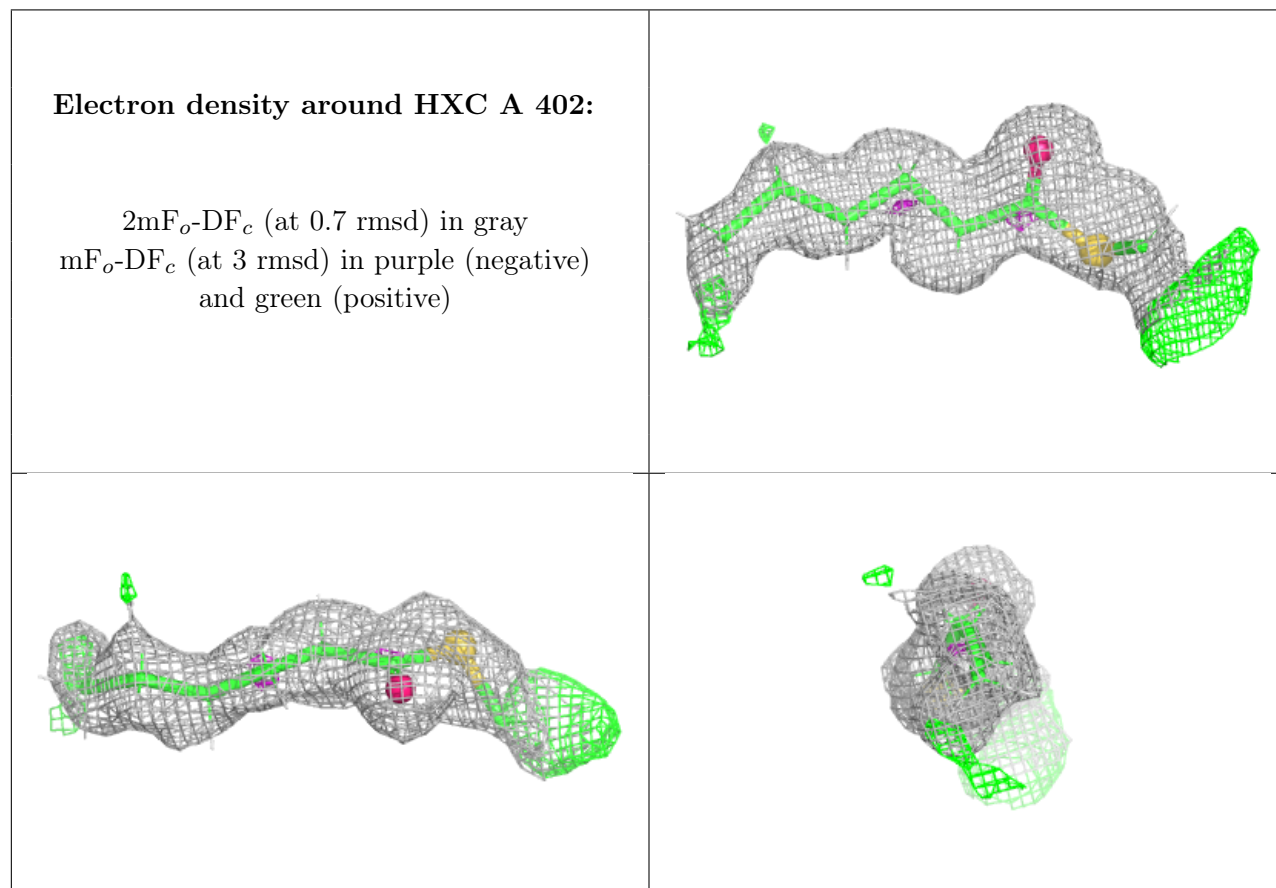 Electron density around HXC A 402:
2mFₒ-DF𝒸 (at 0.7 rmsd) in gray
mFₒ-DF𝒸 (at 3 rmsd) in purple (negative)
and green (positive)